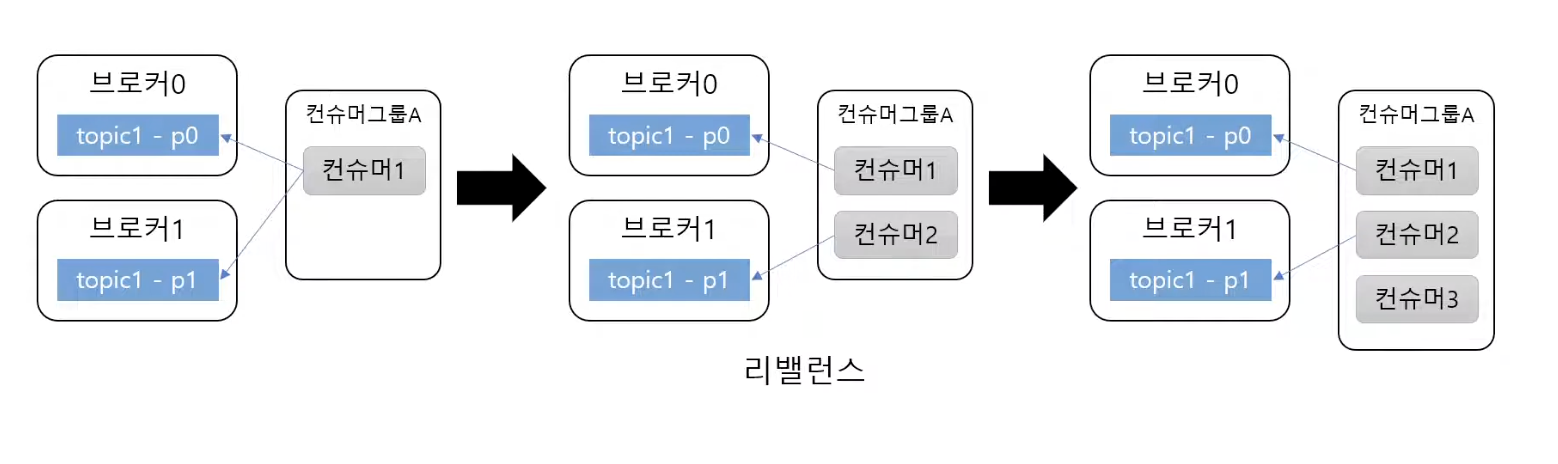 브로커0
topic1 - p0
브로커1
topic1 - p1
컨슈머그룹A
컨슈머1
브로커0
topic1 - p0
브로커1
topic1 - p1
컨슈머그룹A
컨슈머1
컨슈머2
브로커0
topic1 - p0
브로커1
topic1 - p1
컨슈머그룹A
컨슈머1
컨슈머2
컨슈머3
리밸런스